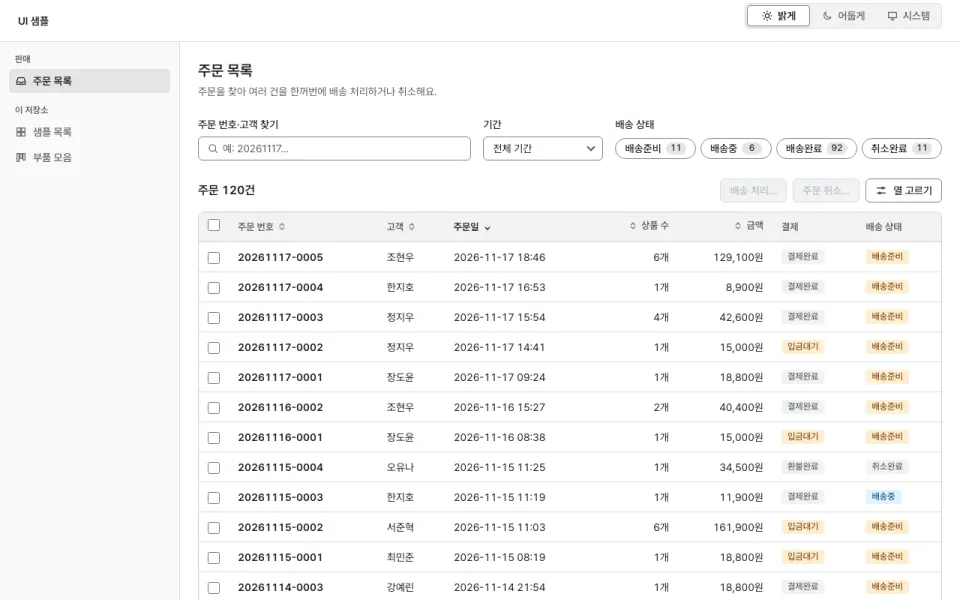 UI 샘플
밝게 어둡게 시스템
판매
주문 목록
이 저장소
샘플 목록
부품 모음
주문 목록
주문을 찾아 여러 건을 한꺼번에 배송 처리하거나 취소해요.
주문 번호·고객 찾기 기간 배송 상태
예: 20261117… 전체 기간 배송준비 11 배송중 6 배송완료 92 취소완료 11
주문 120건 배송 처리… 주문 취소… 열 고르기
주문 번호 고객 주문일 상품 수 금액 결제 배송 상태
20261117-0005 조현우 2026-11-17 18:46 6개 129,100원 결제완료 배송준비
20261117-0004 한지호 2026-11-17 16:53 1개 8,900원 결제완료 배송준비
20261117-0003 정지우 2026-11-17 15:54 4개 42,600원 결제완료 배송준비
20261117-0002 정지우 2026-11-17 14:41 1개 15,000원 입금대기 배송준비
20261117-0001 장도윤 2026-11-17 09:24 1개 18,800원 결제완료 배송준비
20261116-0002 조현우 2026-11-16 15:27 2개 40,400원 결제완료 배송준비
20261116-0001 장도윤 2026-11-16 08:38 1개 15,000원 입금대기 배송준비
20261115-0004 오유나 2026-11-15 11:25 1개 34,500원 환불완료 취소완료
20261115-0003 한지호 2026-11-15 11:19 1개 11,900원 결제완료 배송중
20261115-0002 서준혁 2026-11-15 11:03 6개 161,900원 입금대기 배송준비
20261115-0001 최민준 2026-11-15 08:19 1개 18,800원 입금대기 배송준비
20261114-0003 강예린 2026-11-14 21:54 1개 18,800원 결제완료 배송준비